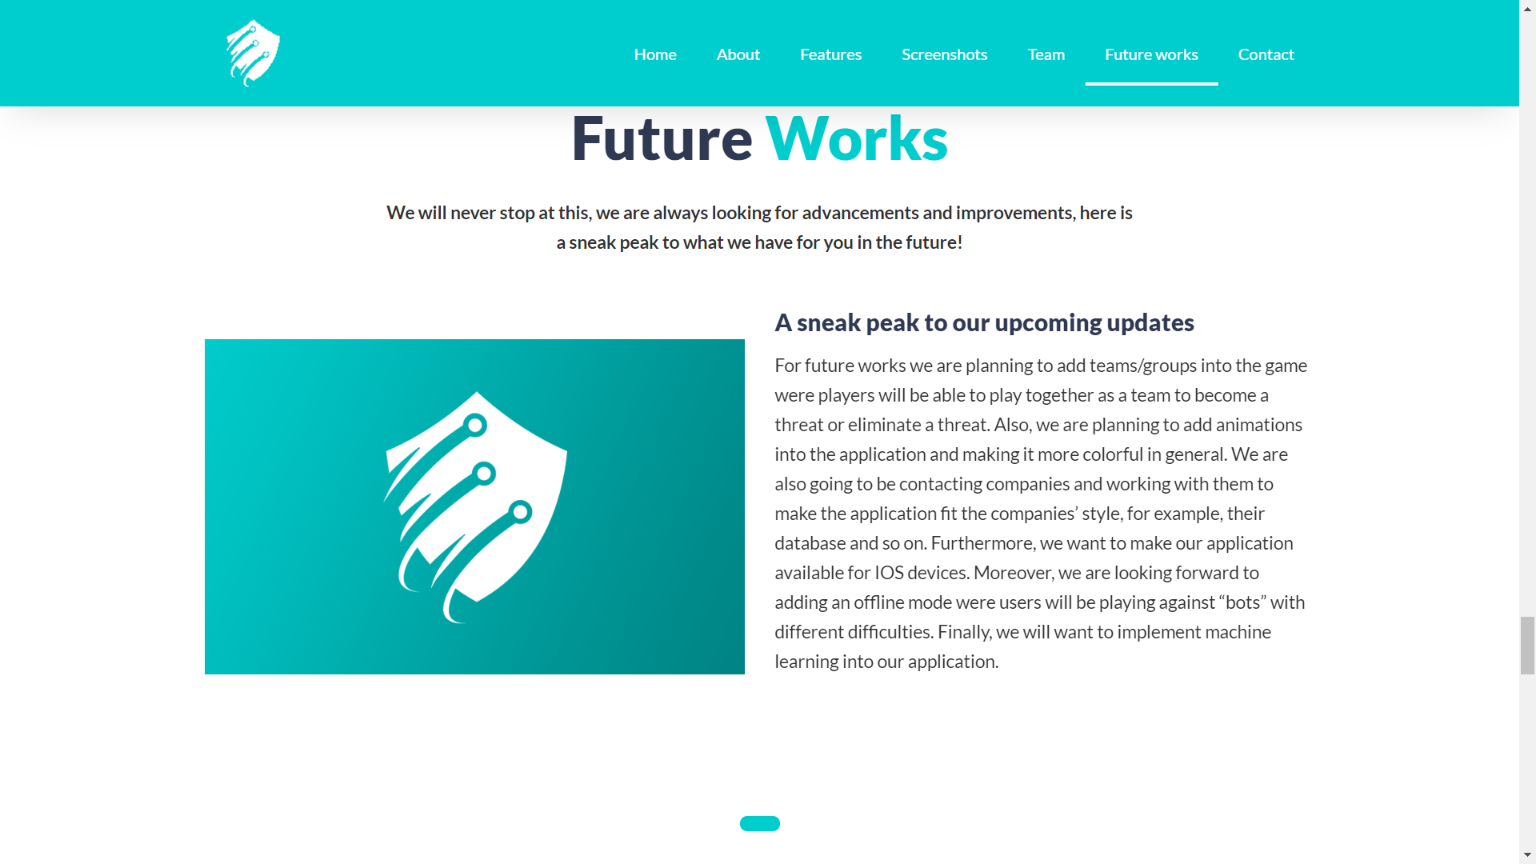 Home
About
Features
Screenshots
Team
Future works
Contact
Future Works
We will never stop at this, we are always looking for advancements and improvements, here is
a sneak peak to what we have for you in the future!
A sneak peak to our upcoming updates
For future works we are planning to add teams/groups into the game
were players will be able to play together as a team to become a
threat or eliminate a threat. Also, we are planning to add animations
into the application and making it more colorful in general. We are
also going to be contacting companies and working with them to
make the application fit the companies’ style, for example, their
database and so on. Furthermore, we want to make our application
available for IOS devices. Moreover, we are looking forward to
adding an offline mode were users will be playing against “bots” with
different difficulties. Finally, we will want to implement machine
learning into our application.